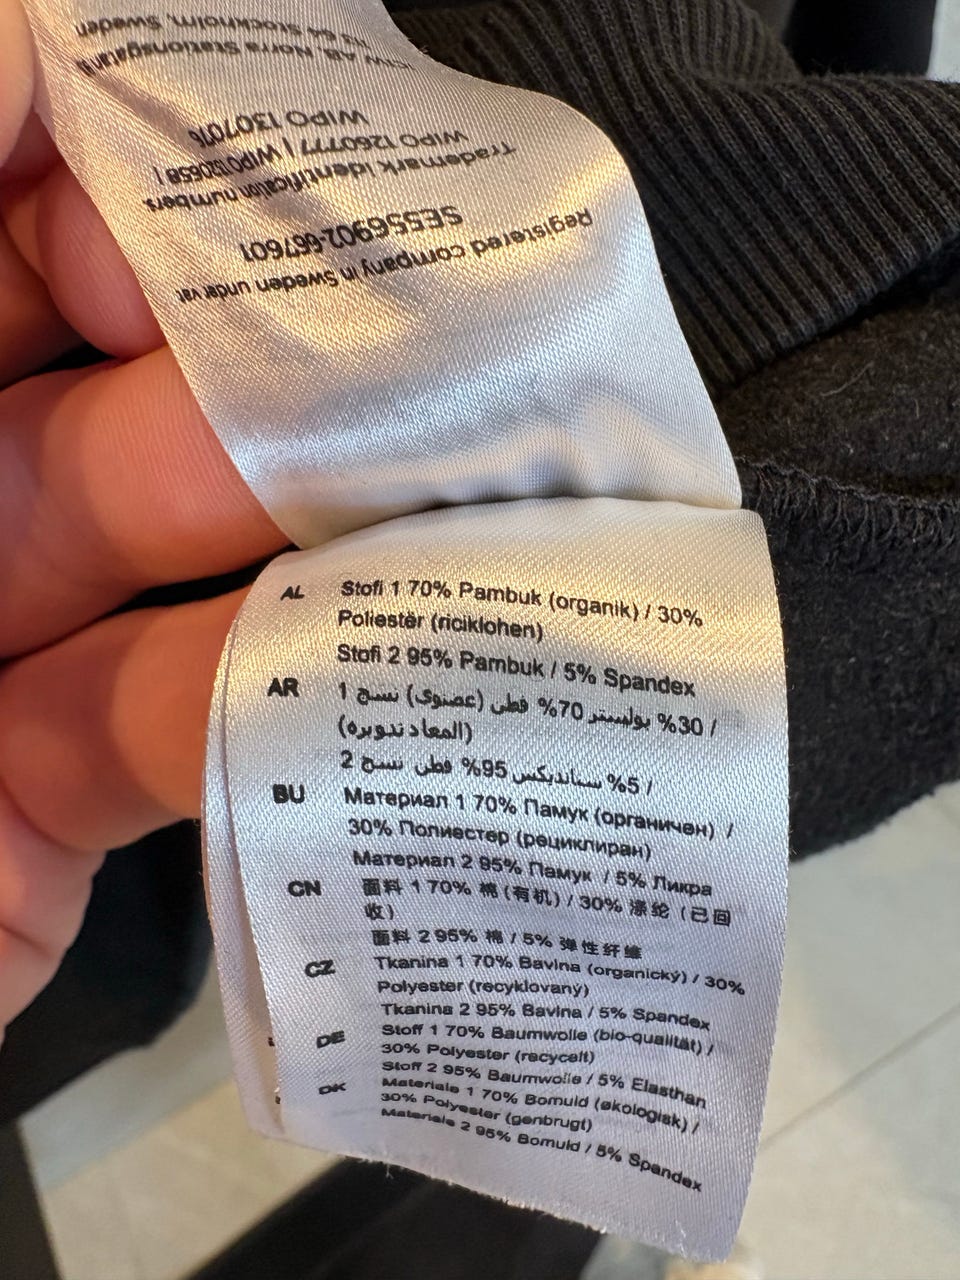 Registered company in Sweden under
SE556902-667601
Trademark identification numbers:
WIPO 1260777 | WIPO 1320658 |
WIPO 1307076
AB, Norra Stationsgatan
64 Stockholm, Sweden
AL Stofi 1 70% Pambuk (organik) / 30%
Poliestër (riciklohen)
Stofi 2 95% Pambuk / 5% Spandex
AR نسج 1 (عضوي) قطن %70 بوليستر %30 /
(المعاد تدويره)
نسج 2 قطن %95 سباندكس %5 /
BU Материал 1 70% Памук (органичен) /
30% Полиестер (рециклиран)
Материал 2 95% Памук / 5% Ликра
CN 面料 1 70% 棉 (有机) / 30% 涤纶 (已回
收)
面料 2 95% 棉 / 5% 弹性纤维
CZ Tkanina 1 70% Bavlna (organický) / 30%
Polyester (recyklovaný)
Tkanina 2 95% Bavlna / 5% Spandex
DE Stoff 1 70% Baumwolle (bio-qualität) /
30% Polyester (recycelt)
Stoff 2 95% Baumwolle / 5% Elasthan
DK Materiale 1 70% Bomuld (økologisk) /
30% Polyester (genbrugt)
Materiale 2 95% Bomuld / 5% Spandex